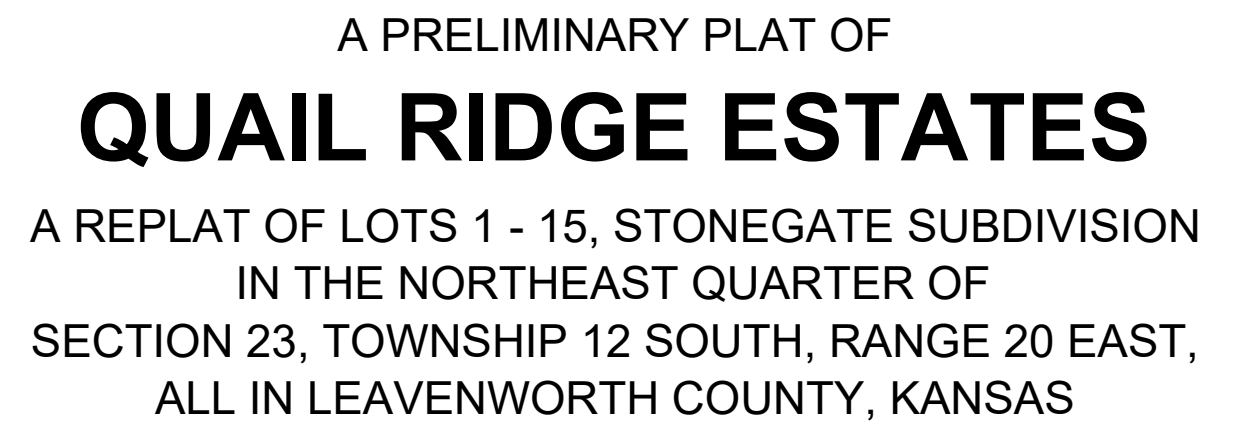 A PRELIMINARY PLAT OF
QUAIL RIDGE ESTATES
A REPLAT OF LOTS 1 - 15, STONEGATE SUBDIVISION
IN THE NORTHEAST QUARTER OF
SECTION 23, TOWNSHIP 12 SOUTH, RANGE 20 EAST,
ALL IN LEAVENWORTH COUNTY, KANSAS